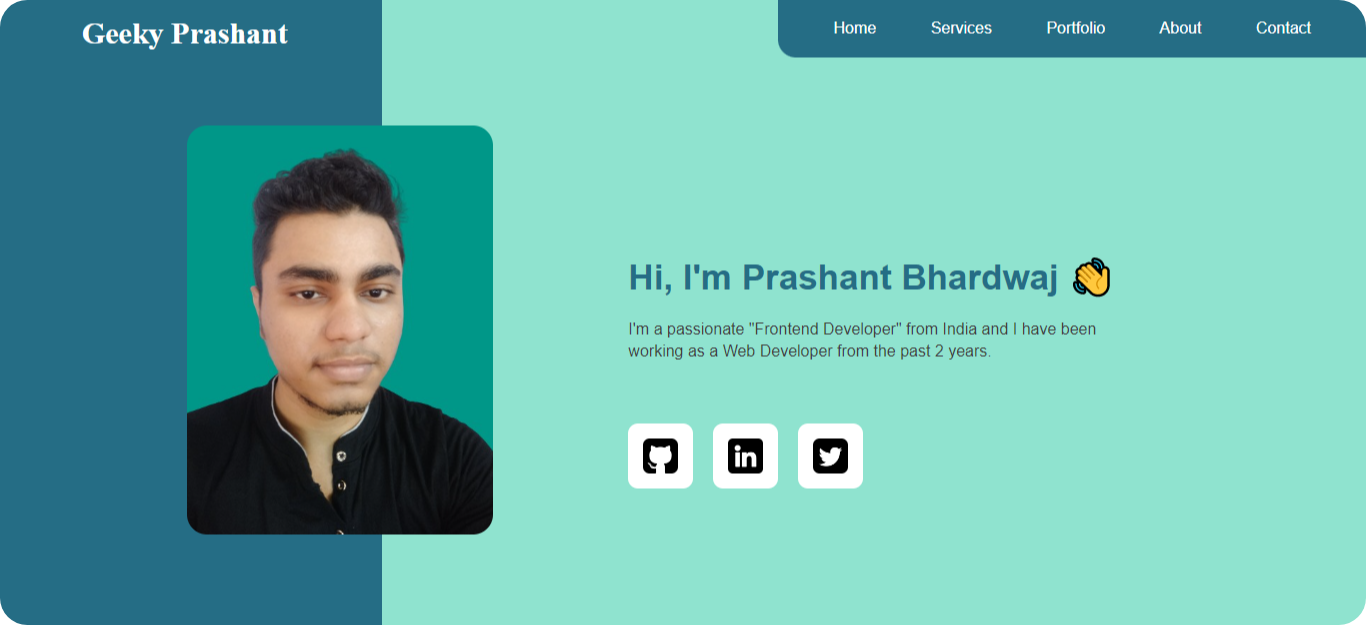 Geeky Prashant
Home Services Portfolio About Contact
Hi, I'm Prashant Bhardwaj 👋
I'm a passionate "Frontend Developer" from India and I have been
working as a Web Developer from the past 2 years.
in